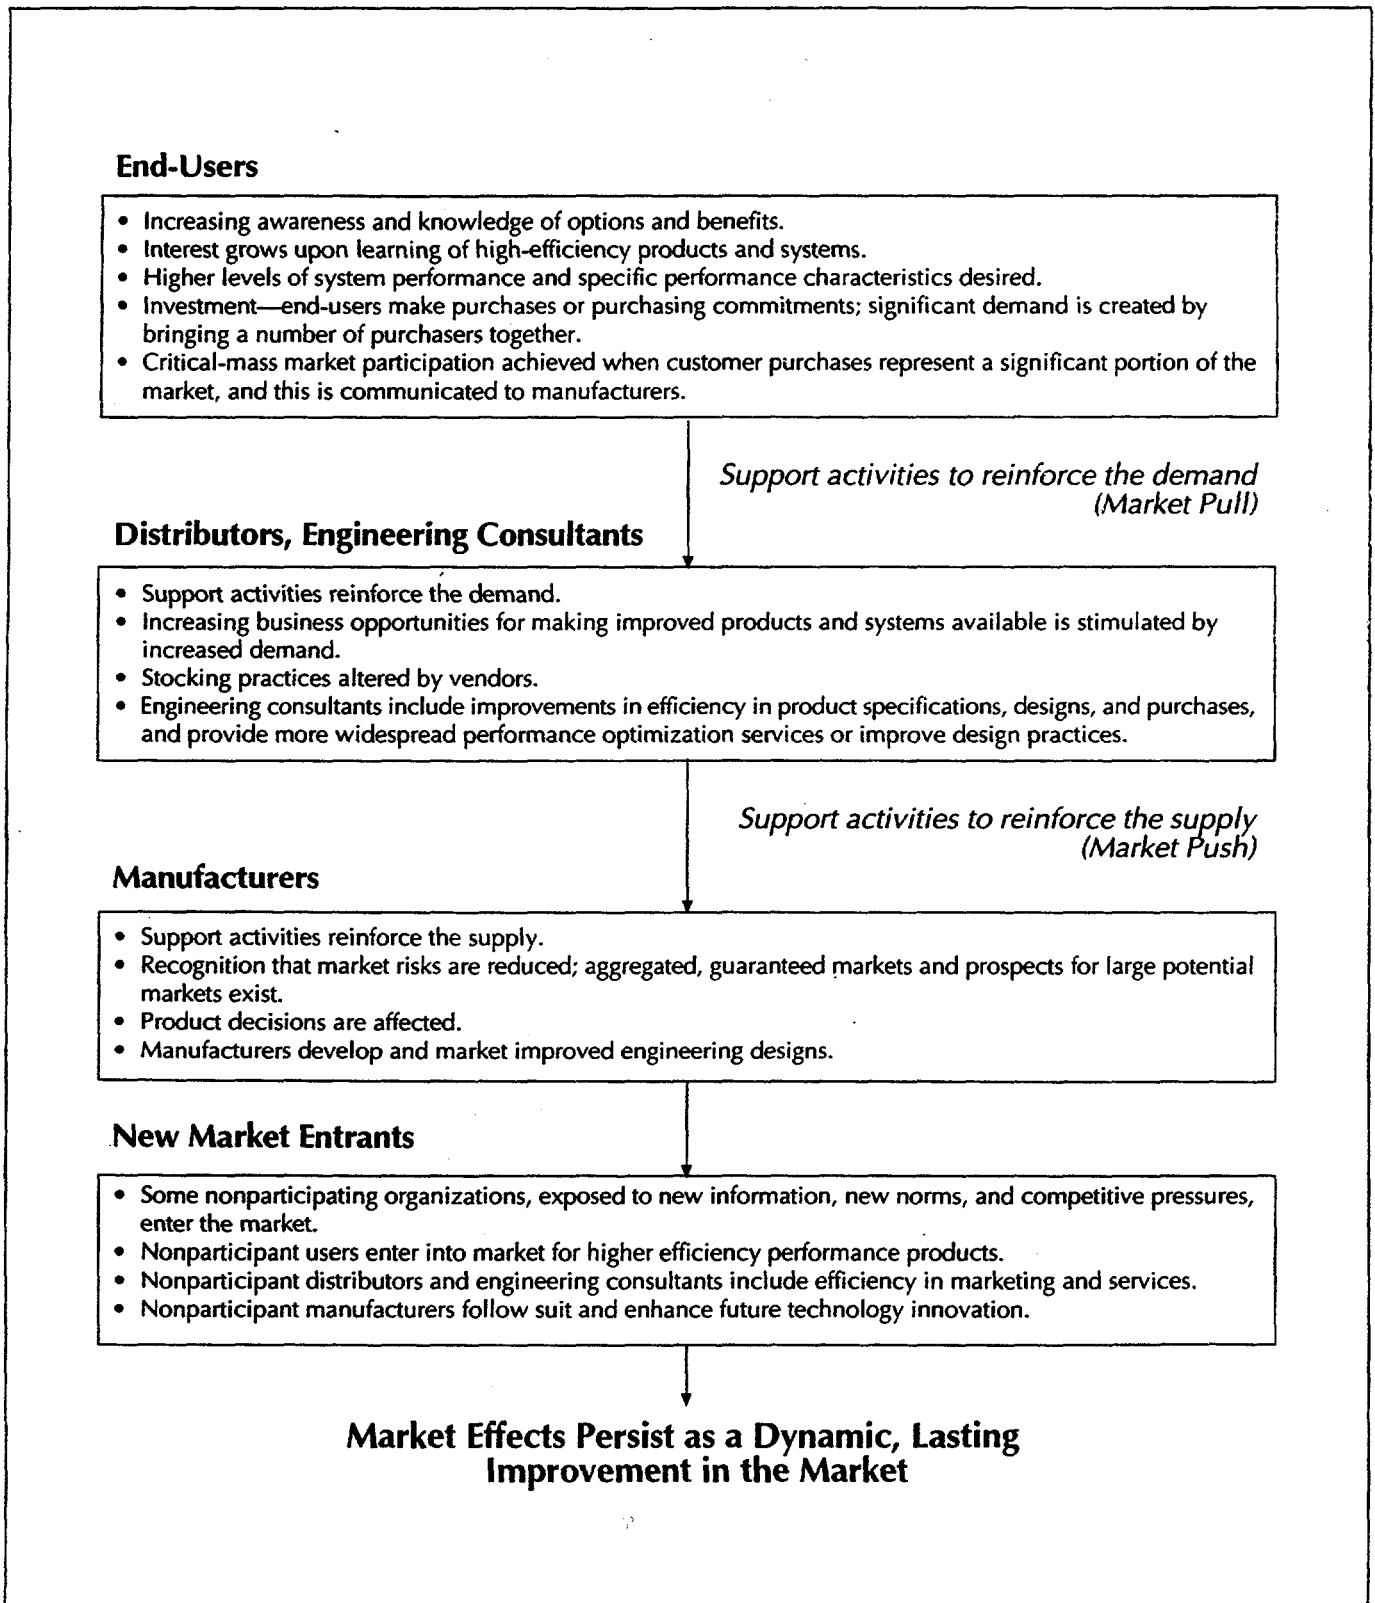 End-Users
• Increasing awareness and knowledge of options and benefits.
• Interest grows upon learning of high-efficiency products and systems.
• Higher levels of system performance and specific performance characteristics desired.
• Investment—end-users make purchases or purchasing commitments; significant demand is created by
bringing a number of purchasers together.
• Critical-mass market participation achieved when customer purchases represent a significant portion of the
market, and this is communicated to manufacturers.
Support activities to reinforce the demand
(Market Pull)
Distributors, Engineering Consultants
• Support activities reinforce the demand.
• Increasing business opportunities for making improved products and systems available is stimulated by
increased demand.
• Stocking practices altered by vendors.
• Engineering consultants include improvements in efficiency in product specifications, designs, and purchases,
and provide more widespread performance optimization services or improve design practices.
Support activities to reinforce the supply
(Market Push)
Manufacturers
• Support activities reinforce the supply.
• Recognition that market risks are reduced; aggregated, guaranteed markets and prospects for large potential
markets exist.
• Product decisions are affected.
• Manufacturers develop and market improved engineering designs.
New Market Entrants
• Some nonparticipating organizations, exposed to new information, new norms, and competitive pressures,
enter the market.
• Nonparticipant users enter into market for higher efficiency performance products.
• Nonparticipant distributors and engineering consultants include efficiency in marketing and services.
• Nonparticipant manufacturers follow suit and enhance future technology innovation.
Market Effects Persist as a Dynamic, Lasting
Improvement in the Market